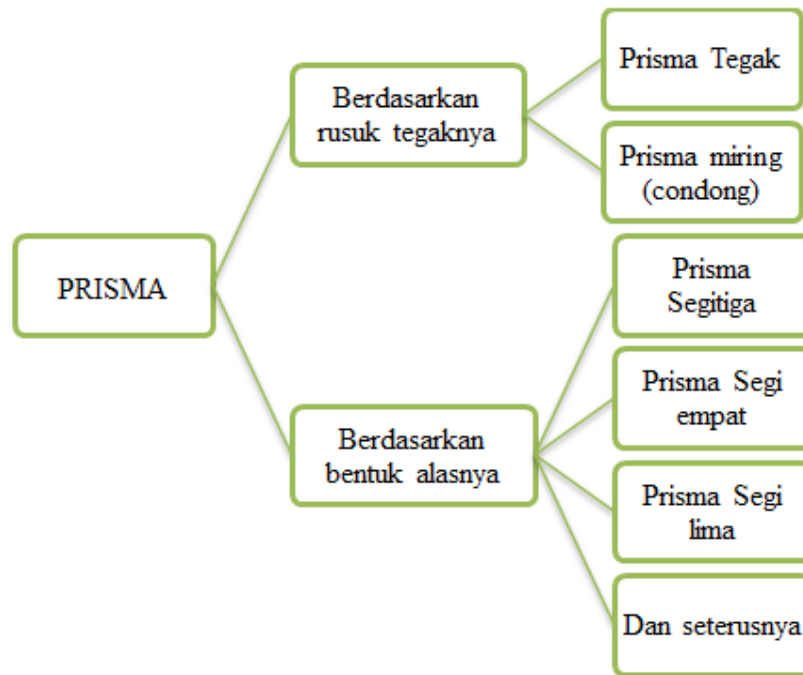 PRISMA
Berdasarkan
rusuk tegaknya
Prisma Tegak
Prisma miring
(condong)
Berdasarkan
bentuk alasnya
Prisma
Segitiga
Prisma Segi
empat
Prisma Segi
lima
Dan seterusnya